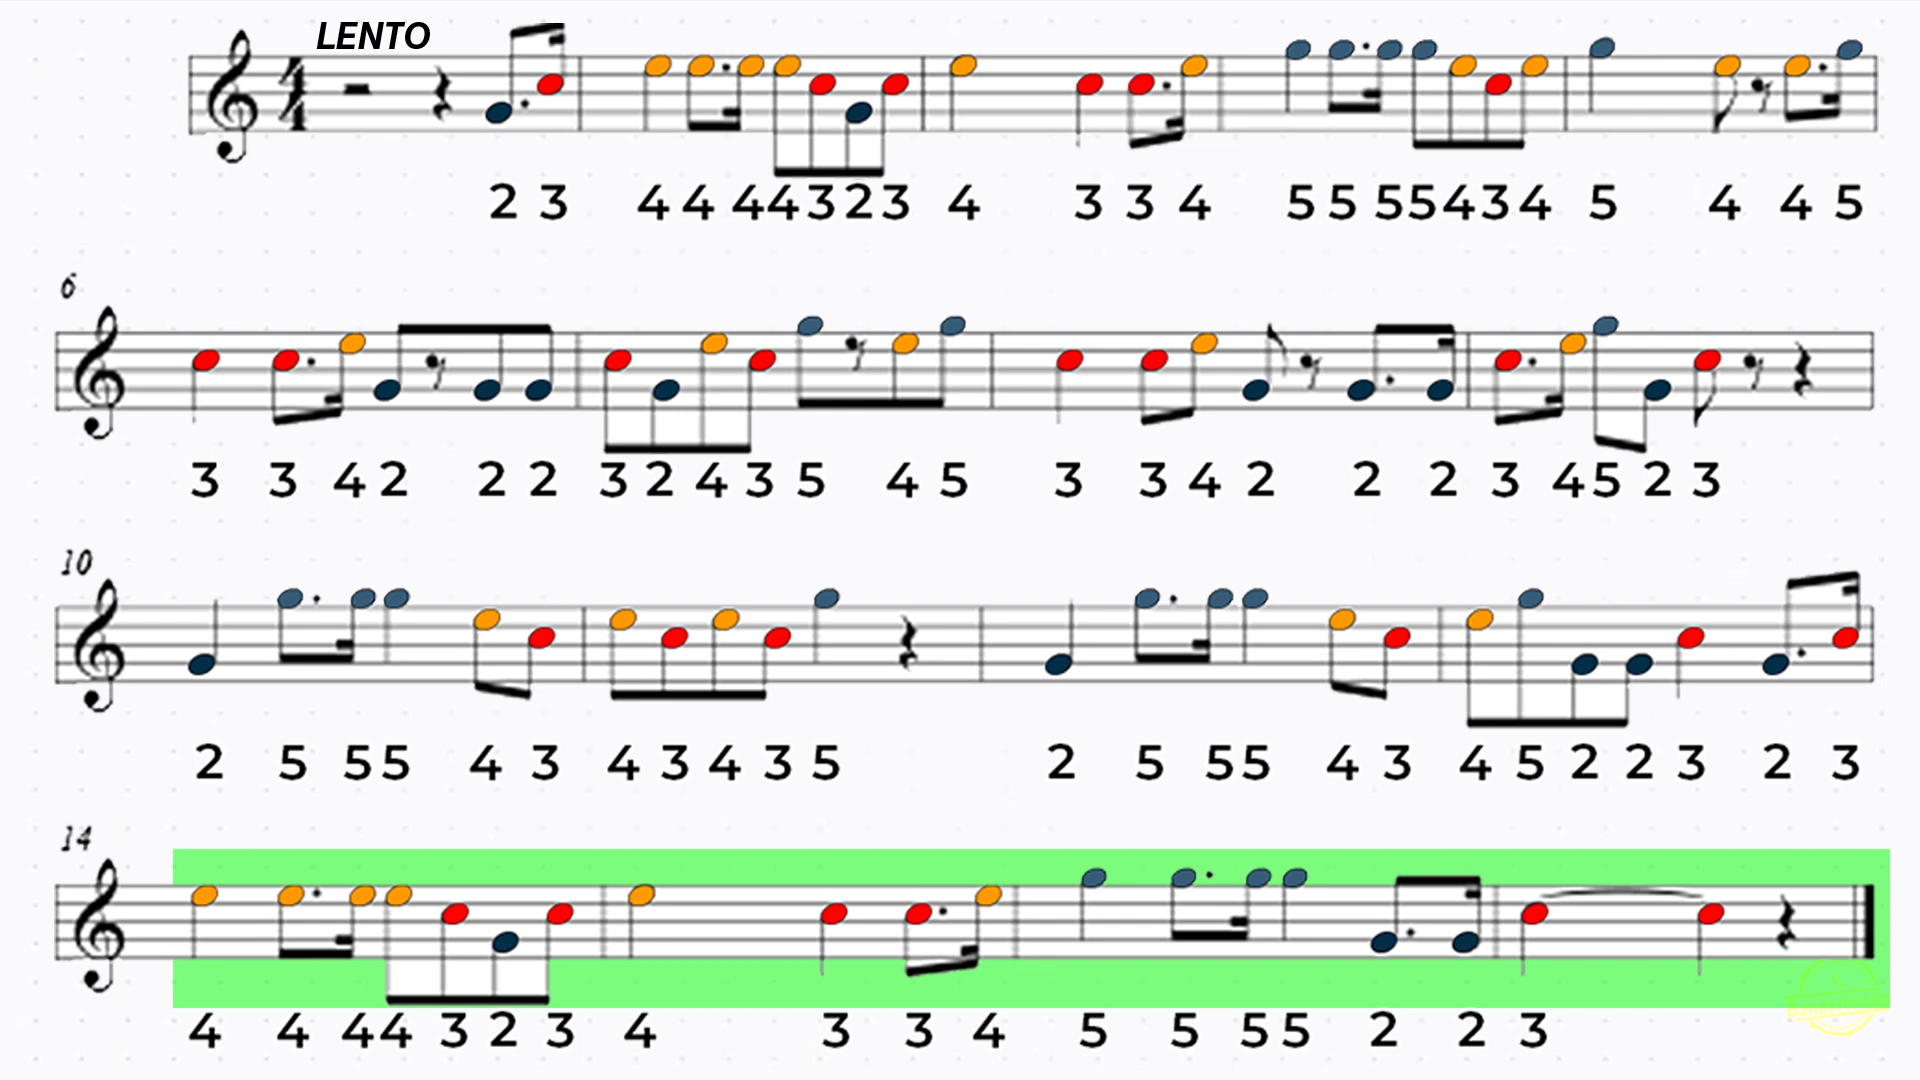 LENTO
4
4
2 3 4 4 4 4 3 2 3 4 3 3 4 5 5 5 5 4 3 4 5 4 4 5
6
3 3 4 2 2 2 3 2 4 3 5 4 5 3 3 4 2 2 2 3 4 5 2 3
10
2 5 5 5 4 3 4 3 4 3 5 2 5 5 5 4 3 4 5 2 2 3 2 3
14
4 4 4 4 3 2 3 4 3 3 4 5 5 5 5 2 2 3